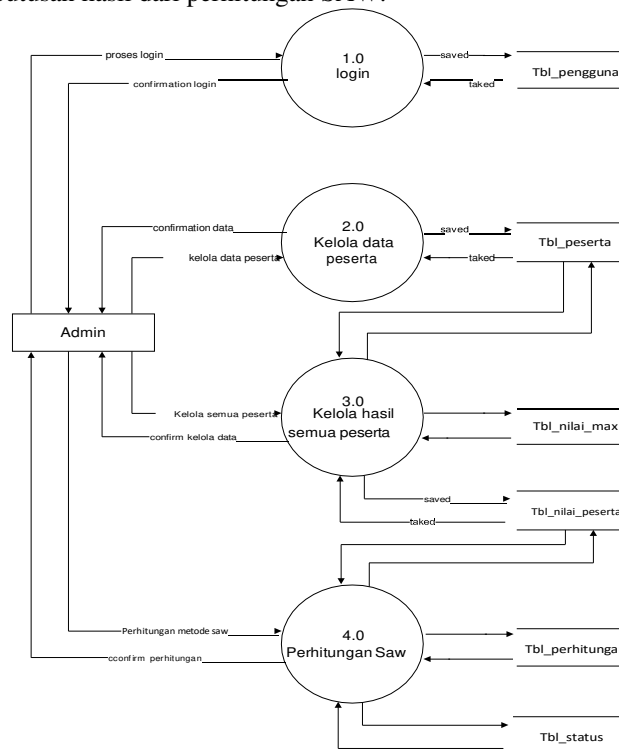 proses login
1.0
login
saved
Tbl_pengguna
confirmation login
taked
confirmation data
2.0
Kelola data
peserta
saved
Tbl_peserta
kelola data peserta
taked
Admin
3.0
Kelola hasil
semua peserta
Kelola semua peserta
confirm kelola data
Tbl_nilai_max
saved
taked
Tbl_nilai_peserta
Perhitungan metode saw
4.0
Perhitungan Saw
cconfirm perhitungan
Tbl_perhitunga
Tbl_status